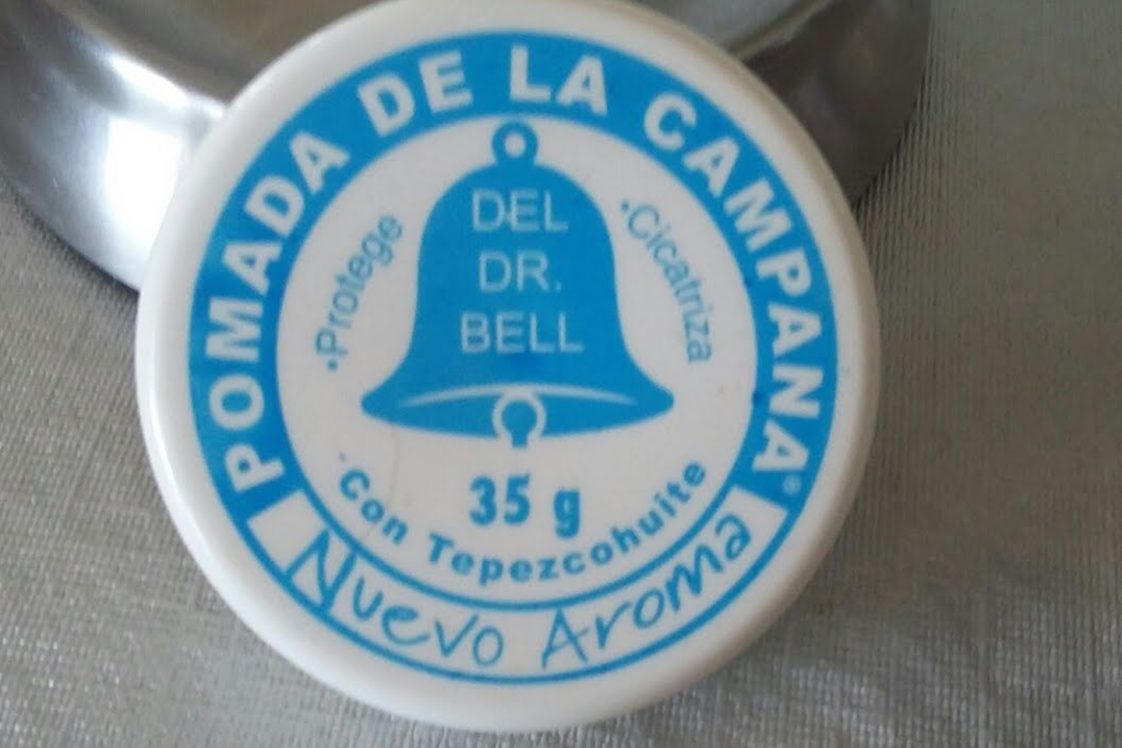 POMADA DE LA CAMPANA®
DEL
DR.
BELL
·Protege
·Cicatriza
35 g
·Con Tepezcohuite
Nuevo Aroma